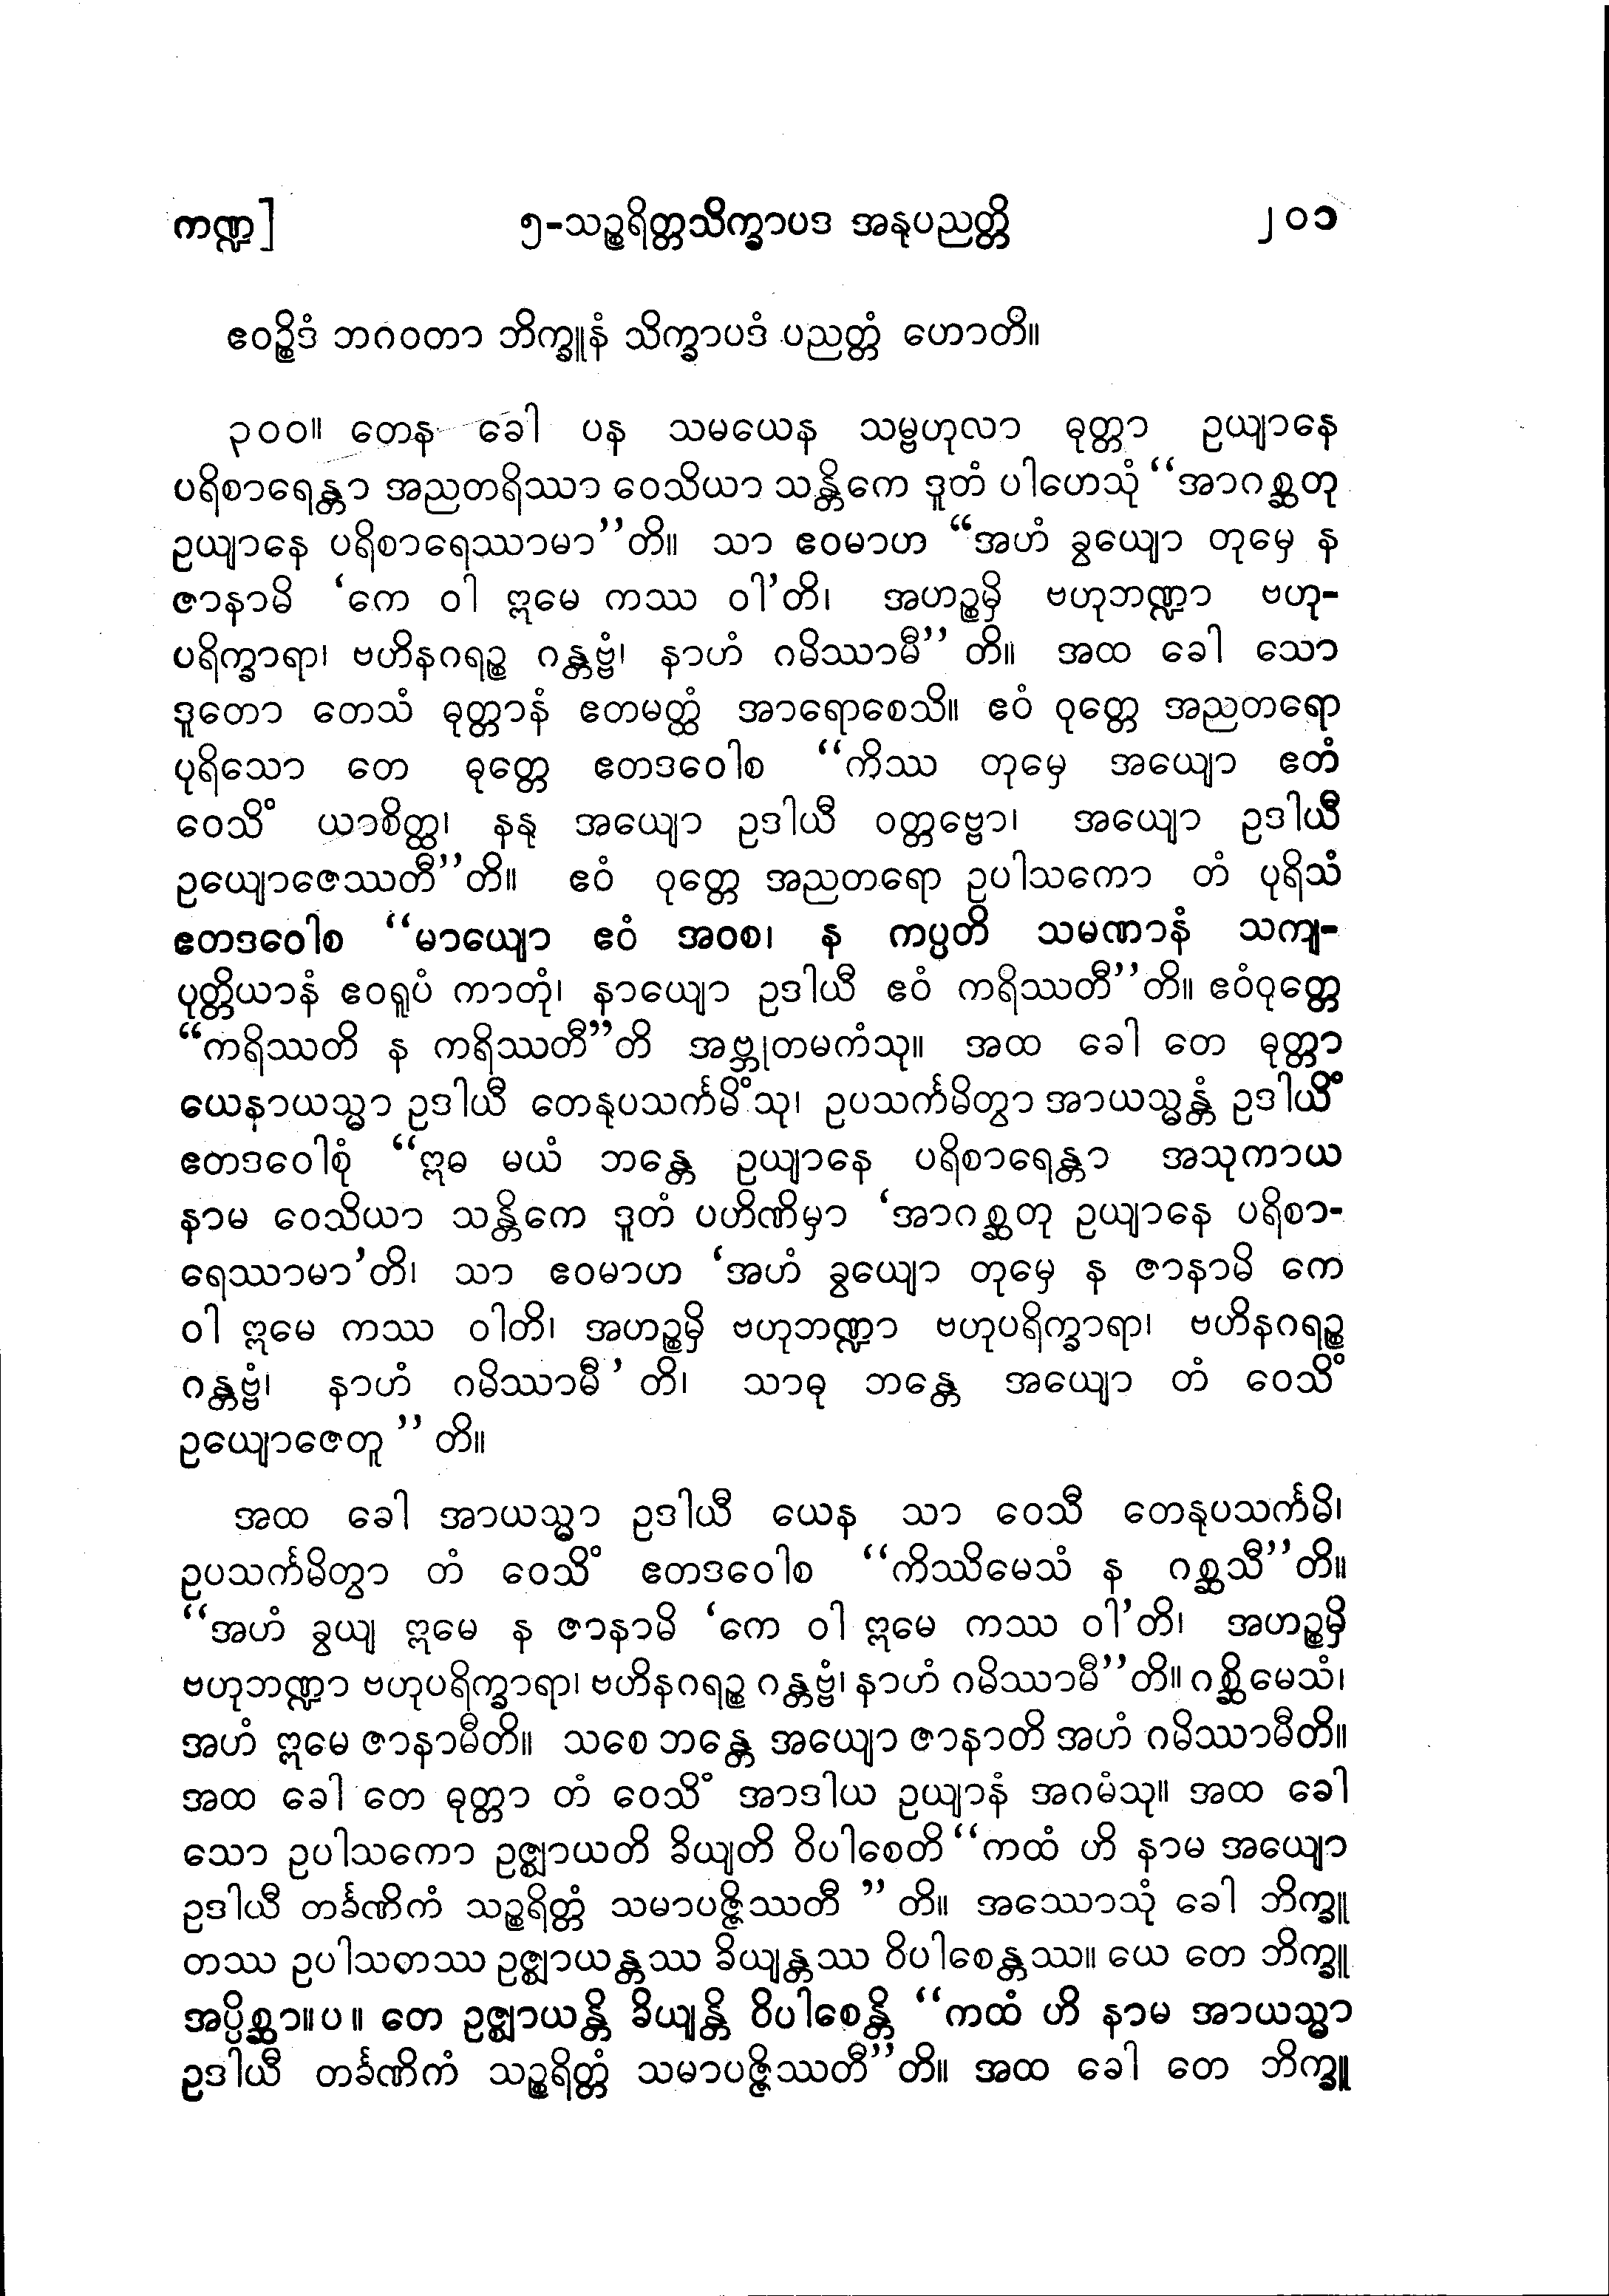 ကဏ္ဍ] ၅-သဉ္စရိတ္တသိက္ခာပဒ အနုပညတ္တိ ၂၀၁
ဧဝဉ္စိဒံ ဘဂဝတာ ဘိက္ခူနံ သိက္ခာပဒံ ပညတ္တံ ဟောတိ။
၃၀၀။ တေန ခေါ ပန သမယေန သမ္ဗဟုလာ ဓုတ္တာ ဥယျာနေ
ပရိစာရေန္တာ အညတရိဿာ ဝေသိယာ သန္တိကေ ဒူတံ ပါဟေသုံ “အာဂစ္ဆတု
ဥယျာနေ ပရိစာရေဿာမာ”တိ။ သာ ဧဝမာဟ “အဟံ ခွယျော တုမှေ န
ဇာနာမိ ‘ကေ ဝါ ဣမေ ကဿ ဝါ’တိ၊ အဟဉ္စမှိ ဗဟုဘဏ္ဍာ ဗဟု-
ပရိက္ခာရာ၊ ဗဟိနဂရဉ္စ ဂန္တဗ္ဗံ၊ နာဟံ ဂမိဿာမီ” တိ။ အထ ခေါ သော
ဒူတော တေသံ ဓုတ္တာနံ ဧတမတ္ထံ အာရောစေသိ။ ဧဝံ ဝုတ္တေ အညတရော
ပုရိသော တေ ဓုတ္တေ ဧတဒဝေါစ “ကိဿ တုမှေ အယျော ဧတံ
ဝေသိံ ယာစိတ္ထ၊ နနု အယျော ဥဒါယီ ဝတ္တဗ္ဗော၊ အယျော ဥဒါယီ
ဥယျောဇေဿတီ”တိ။ ဧဝံ ဝုတ္တေ အညတရော ဥပါသကော တံ ပုရိသံ
ဧတဒဝေါစ “မာယျော ဧဝံ အဝစ၊ န ကပ္ပတိ သမဏာနံ သကျ-
ပုတ္တိယာနံ ဧဝရူပံ ကာတုံ၊ နာယျော ဥဒါယီ ဧဝံ ကရိဿတီ”တိ။ ဧဝံဝုတ္တေ
“ကရိဿတိ န ကရိဿတီ”တိ အဗ္ဘုတမကံသု။ အထ ခေါ တေ ဓုတ္တာ
ယေနာယသ္မာ ဥဒါယီ တေနုပသင်္ကမိံသု၊ ဥပသင်္ကမိတွာ အာယသ္မန္တံ ဥဒါယိံ
ဧတဒဝေါစုံ “ဣဓ မယံ ဘန္တေ ဥယျာနေ ပရိစာရေန္တာ အသုကာယ
နာမ ဝေသိယာ သန္တိကေ ဒူတံ ပဟိဏိမှာ ‘အာဂစ္ဆတု ဥယျာနေ ပရိစာ-
ရေဿာမာ’တိ၊ သာ ဧဝမာဟ ‘အဟံ ခွယျော တုမှေ န ဇာနာမိ ကေ
ဝါ ဣမေ ကဿ ဝါတိ၊ အဟဉ္စမှိ ဗဟုဘဏ္ဍာ ဗဟုပရိက္ခာရာ၊ ဗဟိနဂရဉ္စ
ဂန္တဗ္ဗံ၊ နာဟံ ဂမိဿာမီ’ တိ၊ သာဓု ဘန္တေ အယျော တံ ဝေသိံ
ဥယျောဇေတူ” တိ။
အထ ခေါ အာယသ္မာ ဥဒါယီ ယေန သာ ဝေသီ တေနုပသင်္ကမိ၊
ဥပသင်္ကမိတွာ တံ ဝေသိံ ဧတဒဝေါစ “ကိဿိမေသံ န ဂစ္ဆသီ”တိ။
“အဟံ ခွယျ ဣမေ န ဇာနာမိ ‘ကေ ဝါ ဣမေ ကဿ ဝါ’တိ၊ အဟဉ္စမှိ
ဗဟုဘဏ္ဍာ ဗဟုပရိက္ခာရာ၊ ဗဟိနဂရဉ္စ ဂန္တဗ္ဗံ၊ နာဟံ ဂမိဿာမီ”တိ။ ဂစ္ဆိမေသံ၊
အဟံ ဣမေ ဇာနာမီတိ။ သစေ ဘန္တေ အယျော ဇာနာတိ အဟံ ဂမိဿာမီတိ။
အထ ခေါ တေ ဓုတ္တာ တံ ဝေသိံ အာဒါယ ဥယျာနံ အဂမံသု။ အထ ခေါ
သော ဥပါသကော ဥဇ္ဈာယတိ ခိယျတိ ဝိပါစေတိ “ကထံ ဟိ နာမ အယျော
ဥဒါယီ တင်္ခဏိကံ သဉ္စရိတ္တံ သမာပဇ္ဇိဿတီ ” တိ။ အဿောသုံ ခေါ ဘိက္ခူ
တဿ ဥပါသကဿ ဥဇ္ဈာယန္တဿ ခိယျန္တဿ ဝိပါစေန္တဿ။ ယေ တေ ဘိက္ခူ
အပ္ပိစ္ဆာ။ပ။ တေ ဥဇ္ဈာယန္တိ ခိယျန္တိ ဝိပါစေန္တိ “ကထံ ဟိ နာမ အာယသ္မာ
ဥဒါယီ တင်္ခဏိကံ သဉ္စရိတ္တံ သမာပဇ္ဇိဿတီ”တိ။ အထ ခေါ တေ ဘိက္ခူ